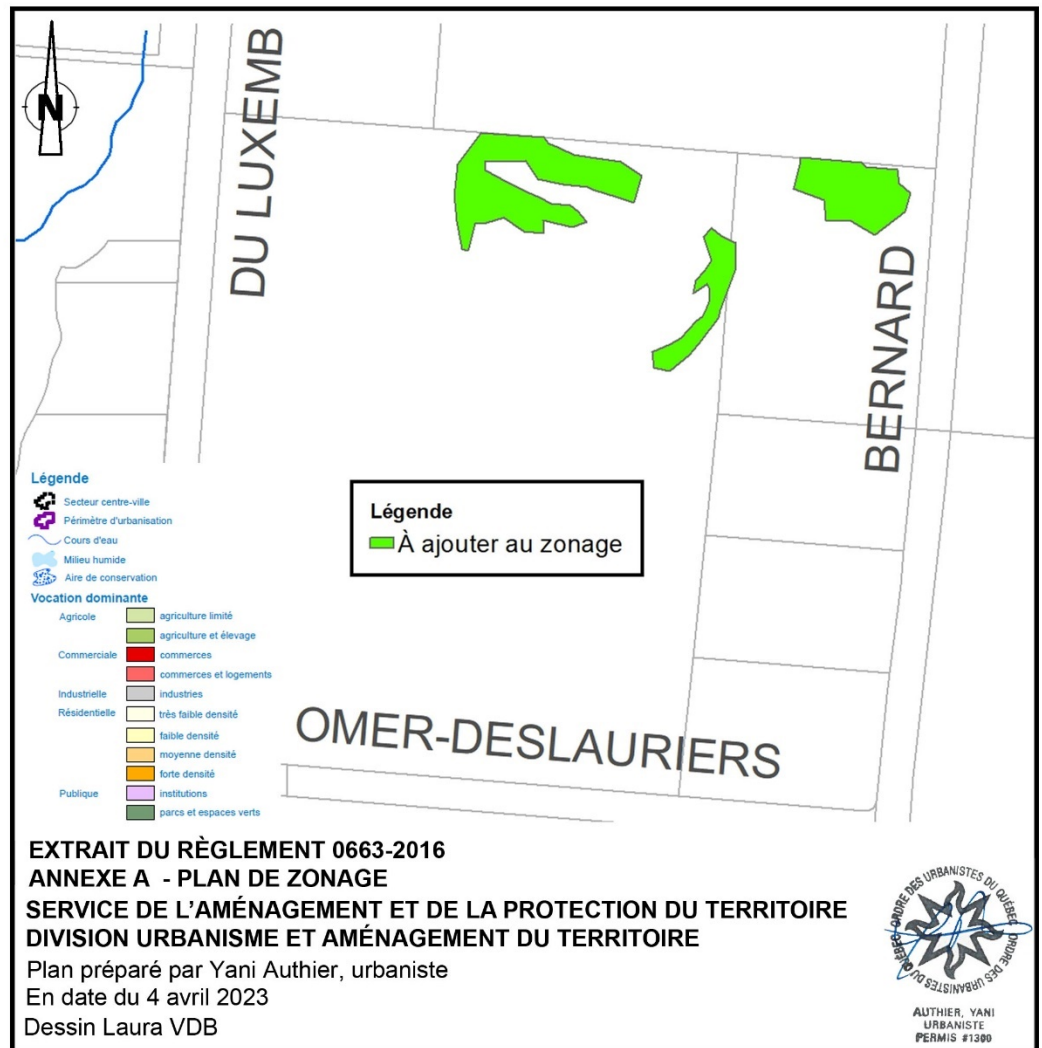 N
DU LUXEMB
BERNARD
Légende
Secteur centre-ville
Périmètre d'urbanisation
Cours d'eau
Milieu humide
Aire de conservation
Vocation dominante
Agricole agriculture limité
agriculture et élevage
Commerciale commerces
commerces et logements
Industrielle industries
Résidentielle très faible densité
faible densité
moyenne densité
forte densité
Publique institutions
parcs et espaces verts
Légende
À ajouter au zonage
OMER-DESLAURIERS
EXTRAIT DU RÈGLEMENT 0663-2016
ANNEXE A - PLAN DE ZONAGE
SERVICE DE L'AMÉNAGEMENT ET DE LA PROTECTION DU TERRITOIRE
DIVISION URBANISME ET AMÉNAGEMENT DU TERRITOIRE
Plan préparé par Yani Authier, urbaniste
En date du 4 avril 2023
Dessin Laura VDB
ORDRE DES URBANISTES DU QUÉBEC
ORDRE DES URBANISTES DU QUÉBEC
AUTHIER, YANI
URBANISTE
PERMIS #1300